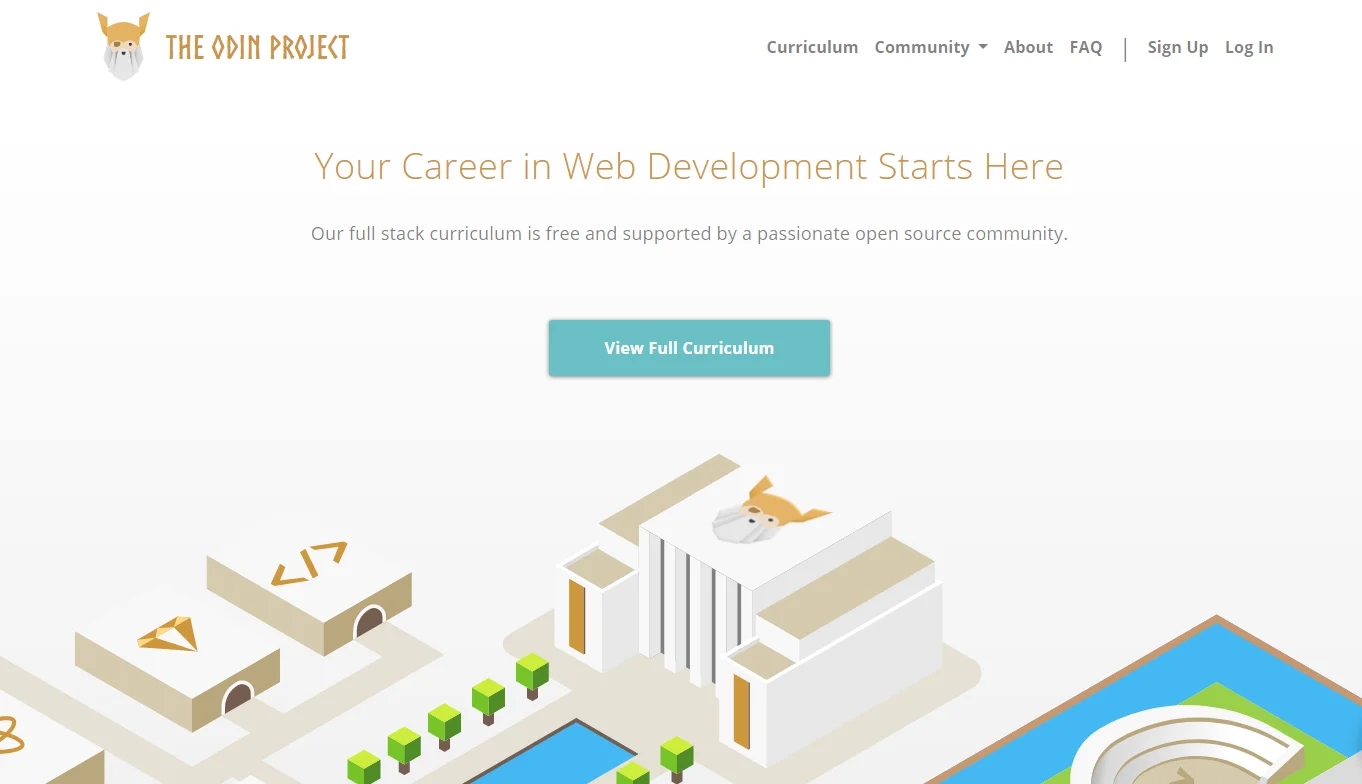 THE ODIN PROJECT
Curriculum Community About FAQ | Sign Up Log In
Your Career in Web Development Starts Here
Our full stack curriculum is free and supported by a passionate open source community.
View Full Curriculum
</>